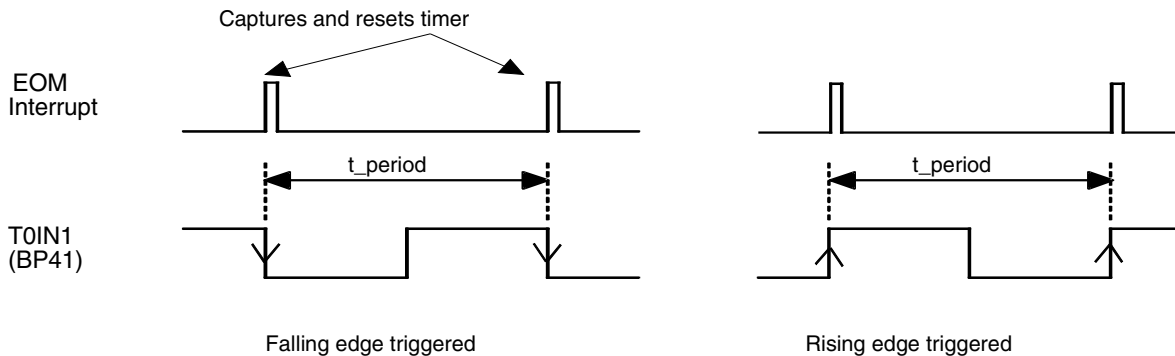 Captures and resets timer
EOM
Interrupt
t_period
t_period
T0IN1
(BP41)
Falling edge triggered
Rising edge triggered